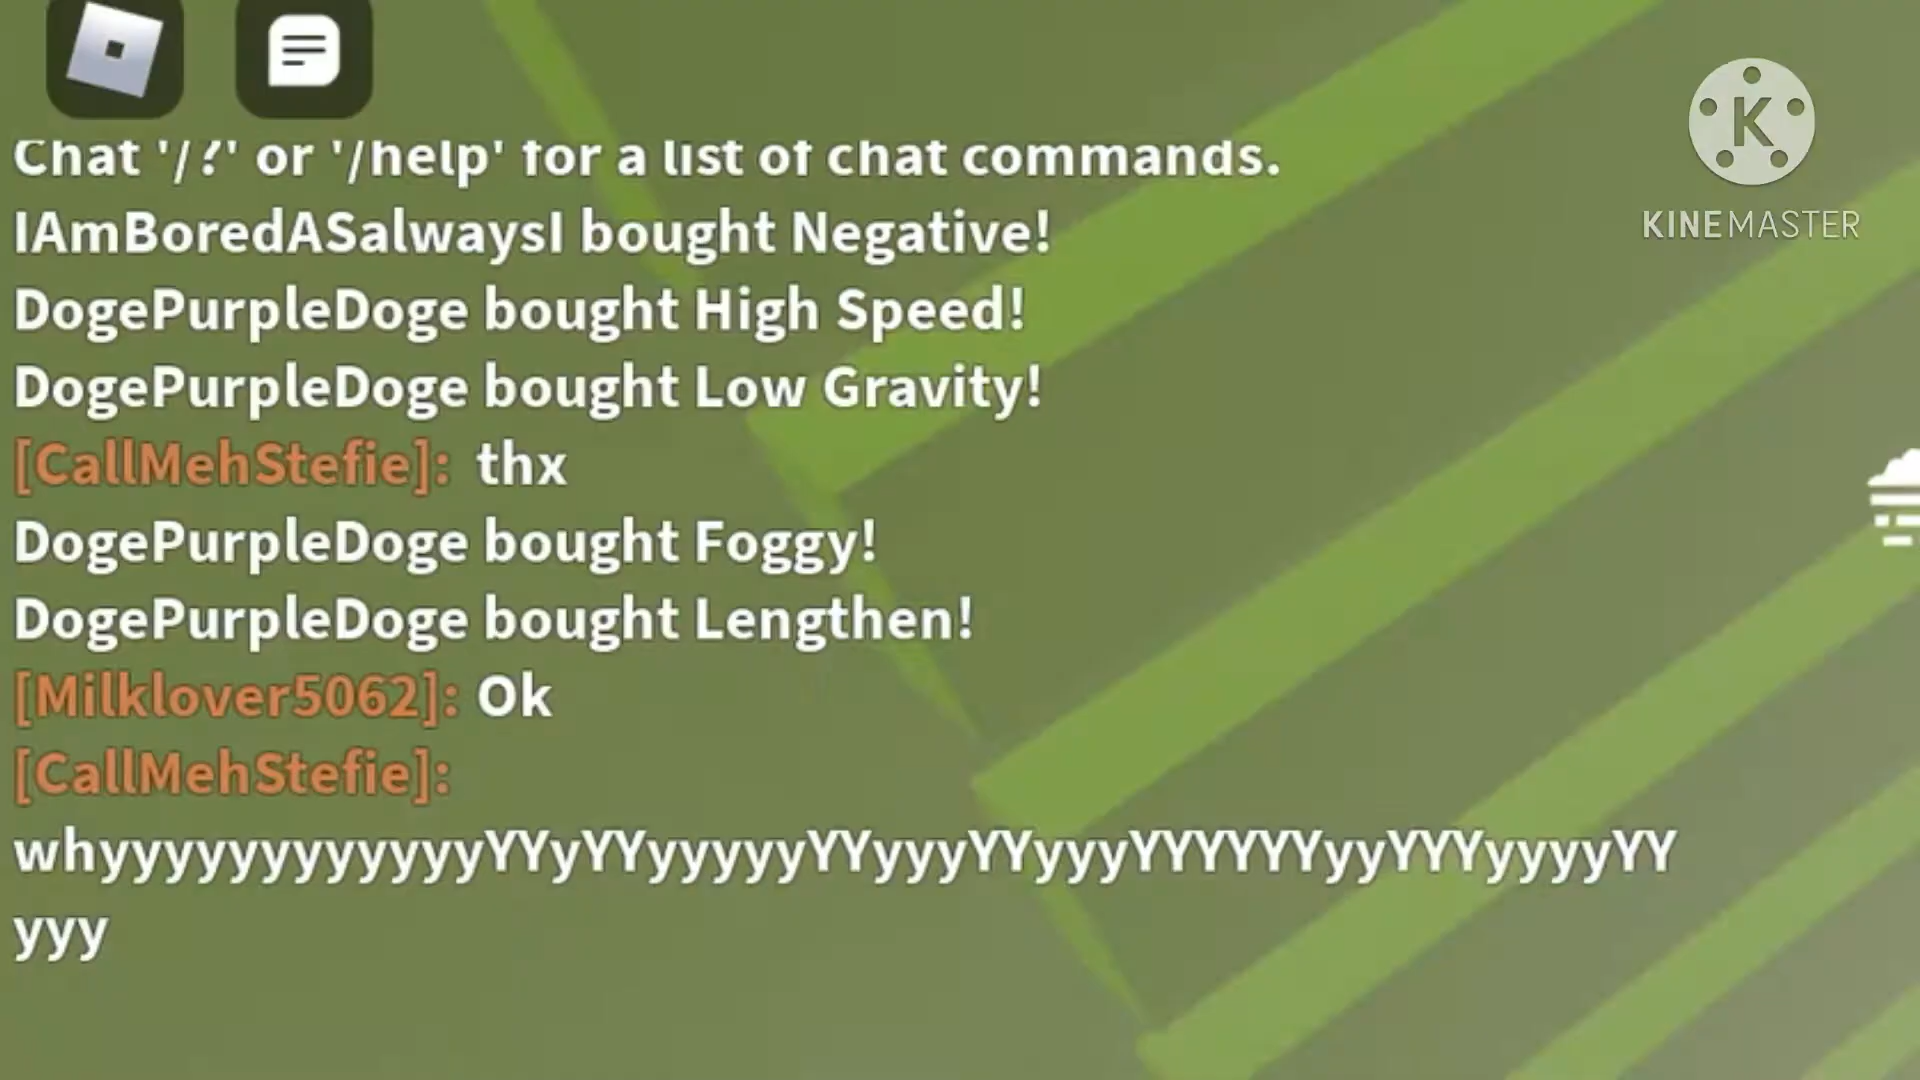 Chat '/?' or '/help' for a list of chat commands.
IAmBoredASalwaysI bought Negative!
DogePurpleDoge bought High Speed!
DogePurpleDoge bought Low Gravity!
[CallMehStefie]: thx
DogePurpleDoge bought Foggy!
DogePurpleDoge bought Lengthen!
[Milklover5062]: Ok
[CallMehStefie]:
whyyyyyyyyyyyyYYyYYyyyyyYYyyyYYyyyYYYYYYyyYYYyyyyYY
yyy
K
KINEMASTER